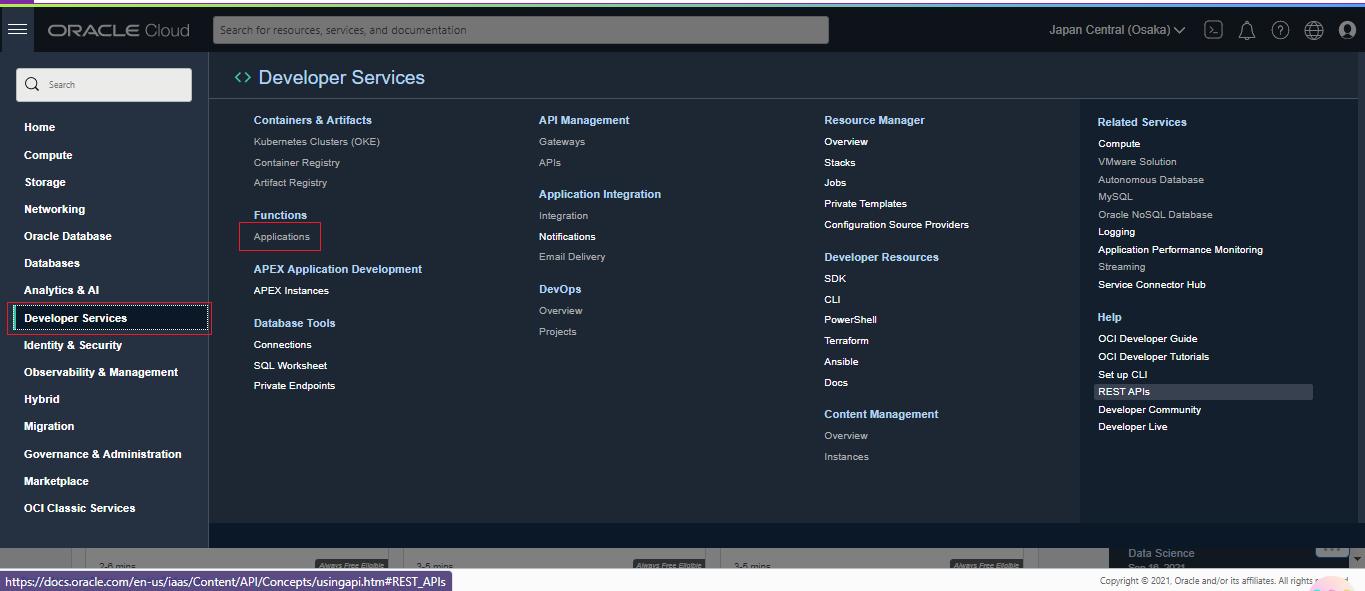 ORACLE Cloud
Search for resources, services, and documentation
Japan Central (Osaka)
Search
Home
Compute
Storage
Networking
Oracle Database
Databases
Analytics & AI
Developer Services
Identity & Security
Observability & Management
Hybrid
Migration
Governance & Administration
Marketplace
OCI Classic Services
<> Developer Services
Containers & Artifacts
Kubernetes Clusters (OKE)
Container Registry
Artifact Registry
Functions
Applications
APEX Application Development
APEX Instances
Database Tools
Connections
SQL Worksheet
Private Endpoints
API Management
Gateways
APIs
Application Integration
Integration
Notifications
Email Delivery
DevOps
Overview
Projects
Resource Manager
Overview
Stacks
Jobs
Private Templates
Configuration Source Providers
Developer Resources
SDK
CLI
PowerShell
Terraform
Ansible
Docs
Content Management
Overview
Instances
Related Services
Compute
VMware Solution
Autonomous Database
MySQL
Oracle NoSQL Database
Logging
Application Performance Monitoring
Streaming
Service Connector Hub
Help
OCI Developer Guide
OCI Developer Tutorials
Set up CLI
REST APIs
Developer Community
Developer Live
2-6 mins
Always Free Eligible
3-5 mins
Always Free Eligible
3-5 mins
Always Free Eligible
Data Science
Sep 16, 2021
https://docs.oracle.com/en-us/iaas/Content/API/Concepts/usingapi.htm#REST_APIs
Copyright © 2021, Oracle and/or its affiliates. All rights